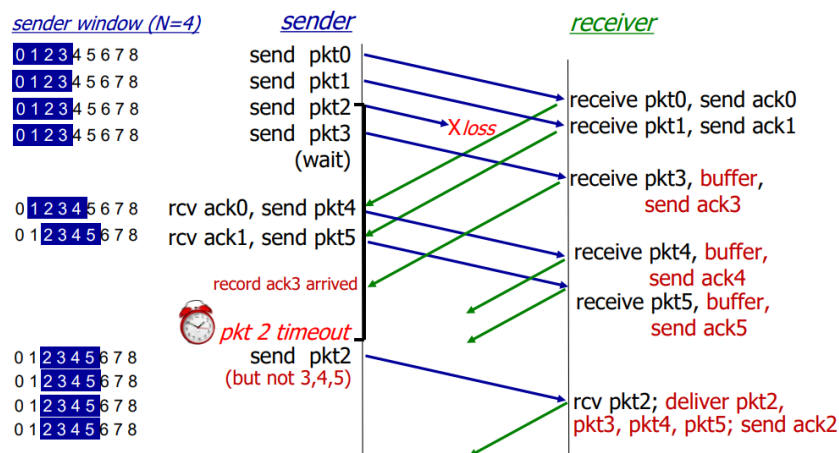 sender window (N=4)
sender
receiver
0 1 2 3 4 5 6 7 8
send pkt0
0 1 2 3 4 5 6 7 8
send pkt1
0 1 2 3 4 5 6 7 8
send pkt2
0 1 2 3 4 5 6 7 8
send pkt3
(wait)
X loss
receive pkt0, send ack0
receive pkt1, send ack1
receive pkt3, buffer,
send ack3
0 1 2 3 4 5 6 7 8
rcv ack0, send pkt4
0 1 2 3 4 5 6 7 8
rcv ack1, send pkt5
receive pkt4, buffer,
send ack4
record ack3 arrived
receive pkt5, buffer,
send ack5
pkt 2 timeout
0 1 2 3 4 5 6 7 8
send pkt2
0 1 2 3 4 5 6 7 8
(but not 3,4,5)
0 1 2 3 4 5 6 7 8
0 1 2 3 4 5 6 7 8
rcv pkt2; deliver pkt2,
pkt3, pkt4, pkt5; send ack2